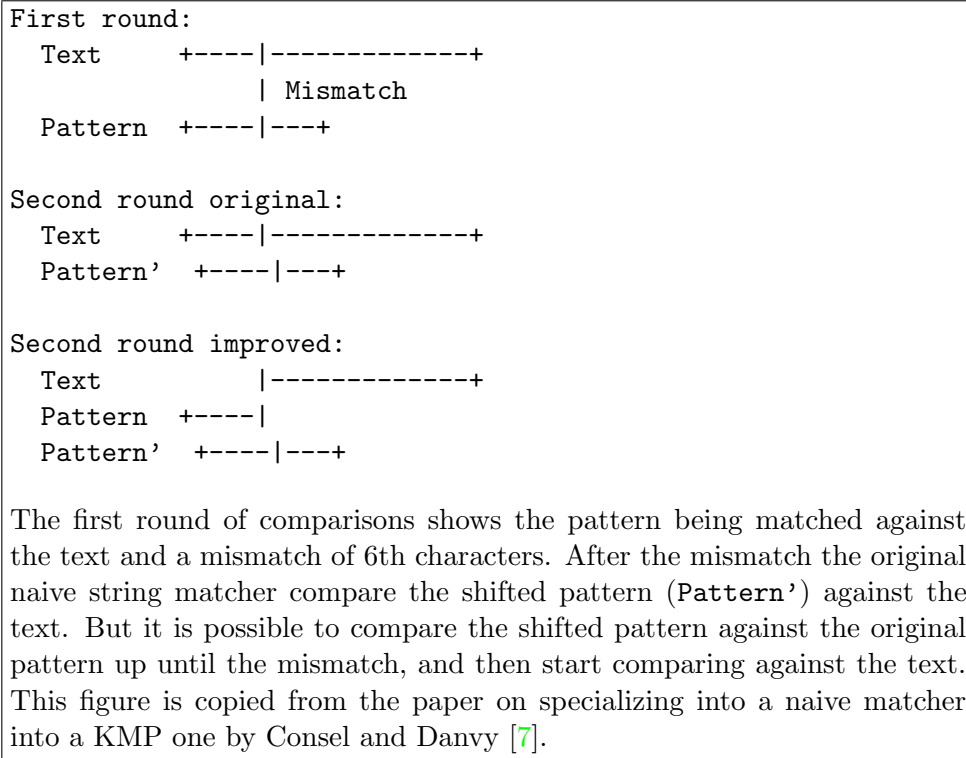 First round:
  Text     +----|-------------+
                | Mismatch
  Pattern  +----|---+
Second round original:
  Text     +----|-------------+
  Pattern’  +----|---+
Second round improved:
  Text          |-------------+
  Pattern  +----|
  Pattern’  +----|---+
The first round of comparisons shows the pattern being matched against
the text and a mismatch of 6th characters. After the mismatch the original
naive string matcher compare the shifted pattern (Pattern’) against the
text. But it is possible to compare the shifted pattern against the original
pattern up until the mismatch, and then start comparing against the text.
This figure is copied from the paper on specializing into a naive matcher
into a KMP one by Consel and Danvy [7].